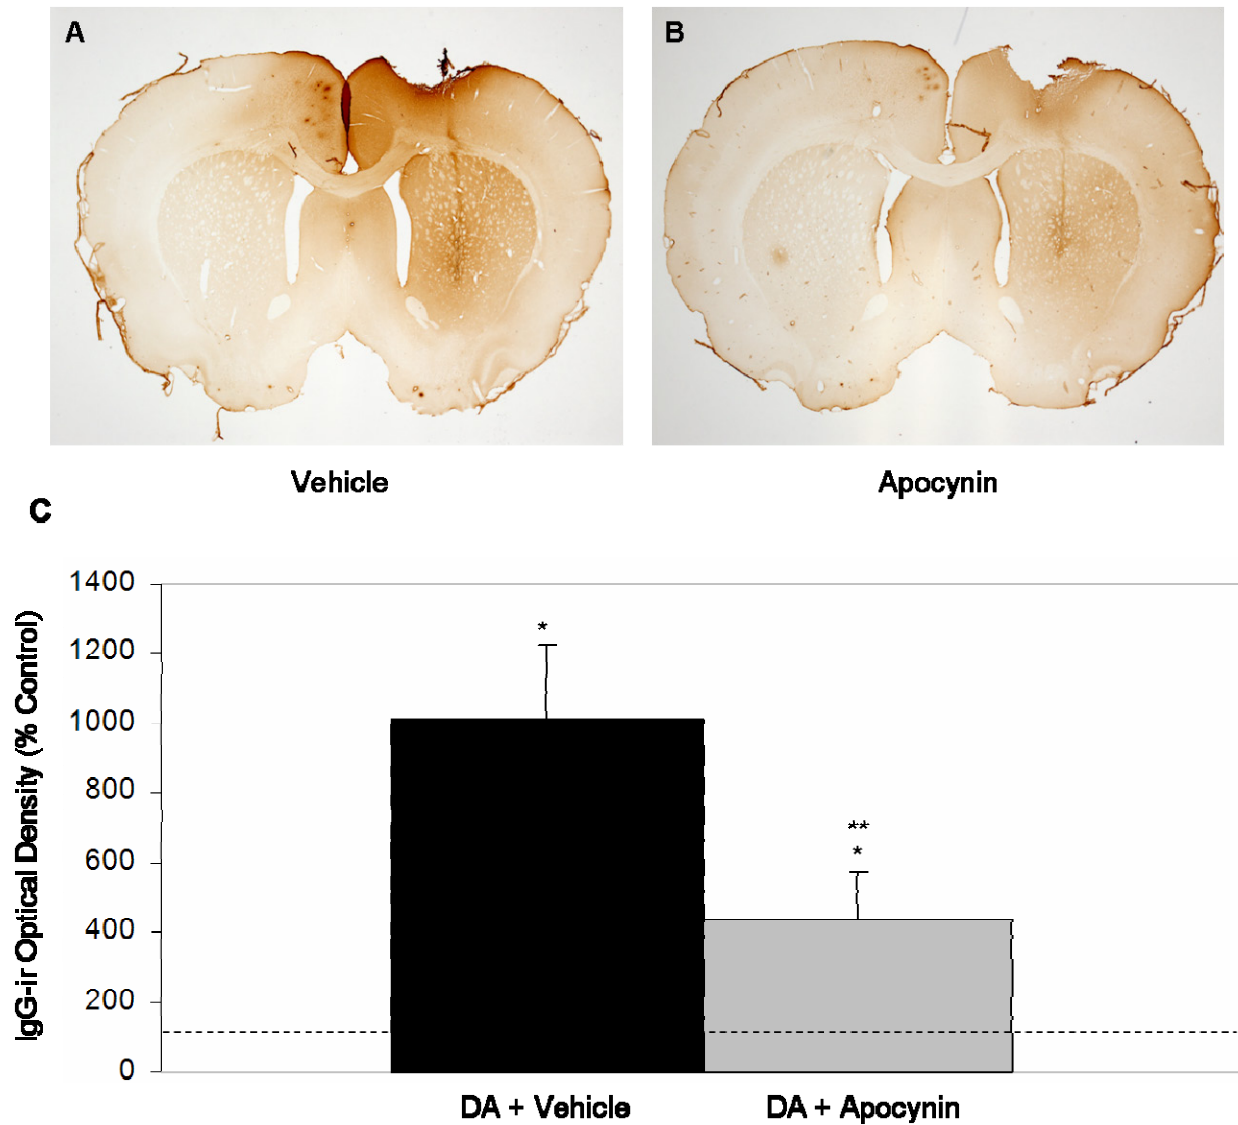 A
B
Vehicle
Apocynin
C
IgG-ir Optical Density (% Control)
1400
1200
1000
800
600
400
200
0
*
**
*
DA + Vehicle
DA + Apocynin